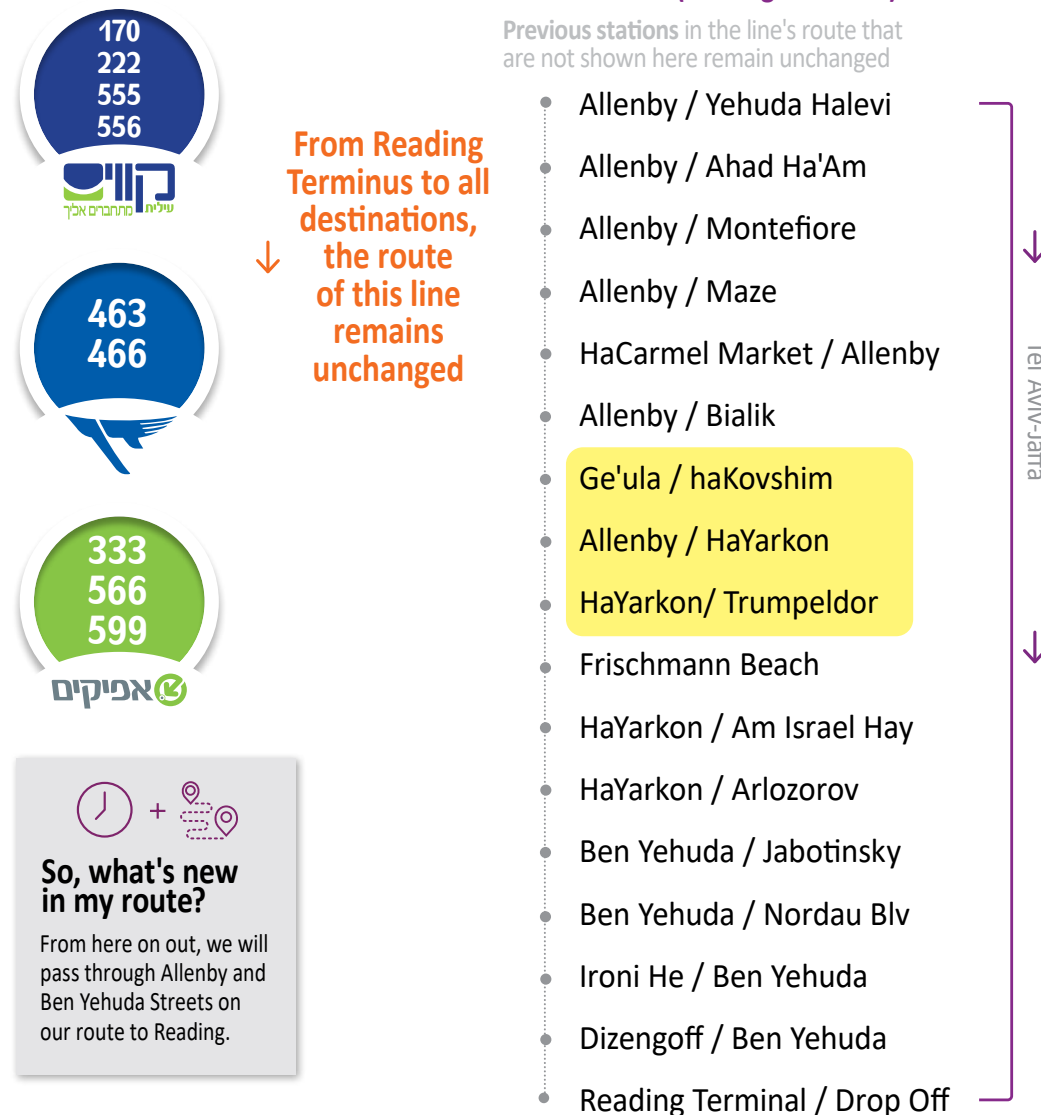 170
222
555
556
קווים
עילית
מתחברים אליך
463
466
333
566
599
אפיקים
From Reading
Terminus to all
destinations,
the route
of this line
remains
unchanged
Previous stations in the line's route that
are not shown here remain unchanged
Allenby / Yehuda Halevi
Allenby / Ahad Ha'Am
Allenby / Montefiore
Allenby / Maze
HaCarmel Market / Allenby
Allenby / Bialik
Ge'ula / haKovshim
Allenby / HaYarkon
HaYarkon/ Trumpeldor
Frischmann Beach
HaYarkon / Am Israel Hay
HaYarkon / Arlozorov
Ben Yehuda / Jabotinsky
Ben Yehuda / Nordau Blv
Ironi He / Ben Yehuda
Dizengoff / Ben Yehuda
Reading Terminal / Drop Off
Tel Aviv-Jaffa
+
So, what's new
in my route?
From here on out, we will
pass through Allenby and
Ben Yehuda Streets on
our route to Reading.